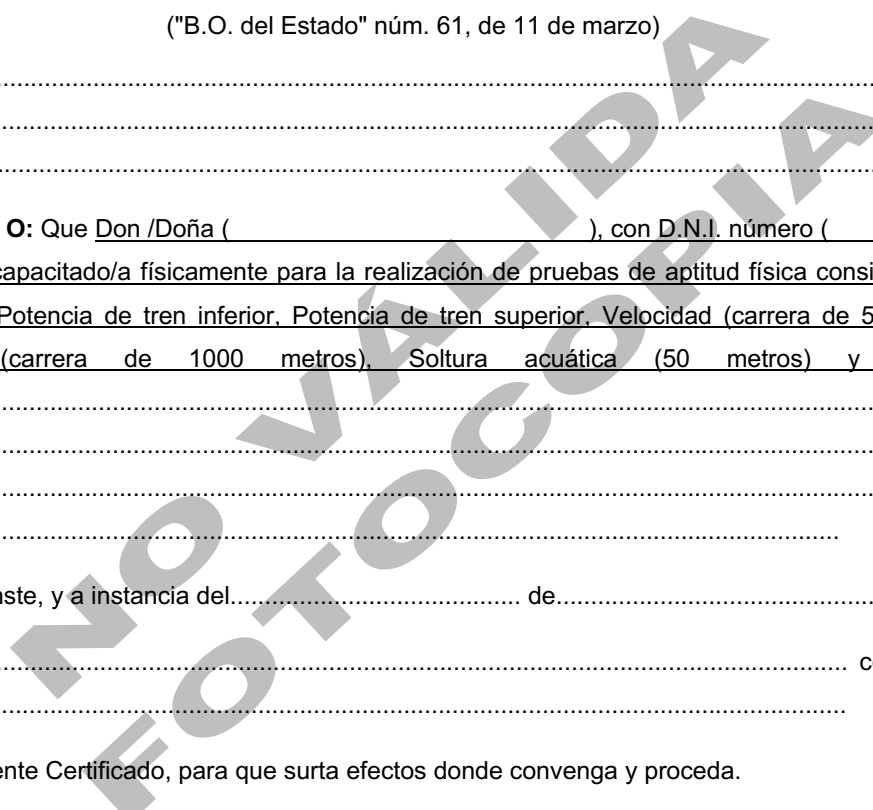 ("B.O. del Estado" núm. 61, de 11 de marzo)
O: Que Don /Doña ( ), con D.N.I. número (
capacitado/a físicamente para la realización de pruebas de aptitud física consi
Potencia de tren inferior, Potencia de tren superior, Velocidad (carrera de 5
(carrera de 1000 metros), Soltura acuática (50 metros) y
nste, y a instancia del.................................... de..................................................
co
ente Certificado, para que surta efectos donde convenga y proceda.
NO VÁLIDA
FOTOCOPIA